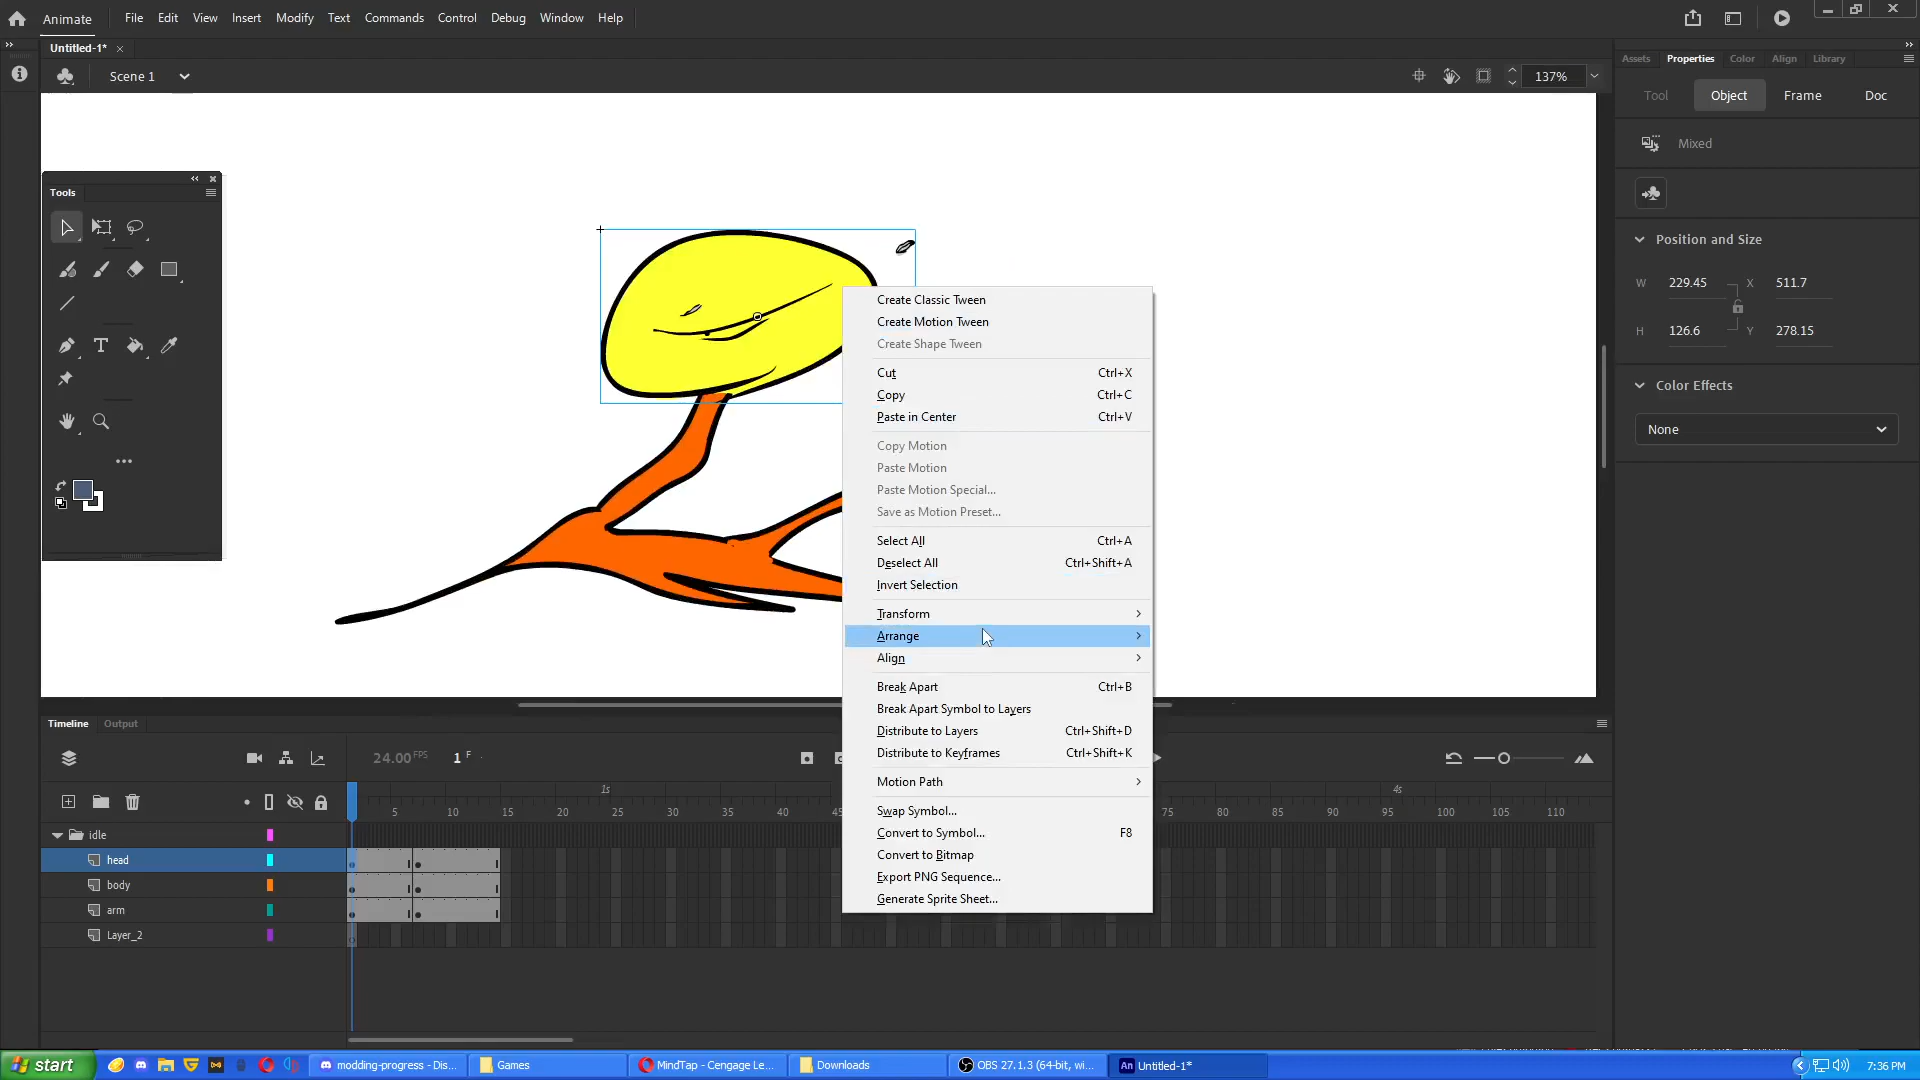 Animate File Edit View Insert Modify Text Commands Control Debug Window Help
Untitled-1*
Scene 1 137%
Assets Properties Color Align Library
Tool Object Frame Doc
Mixed
Position and Size
W 229.45 X 511.7
H 126.6 Y 278.15
Color Effects
None
Tools
Create Classic Tween
Create Motion Tween
Create Shape Tween
Cut Ctrl+X
Copy Ctrl+C
Paste in Center Ctrl+V
Copy Motion
Paste Motion
Paste Motion Special...
Save as Motion Preset...
Select All Ctrl+A
Deselect All Ctrl+Shift+A
Invert Selection
Transform
Arrange
Align
Break Apart Ctrl+B
Break Apart Symbol to Layers
Distribute to Layers Ctrl+Shift+D
Distribute to Keyframes Ctrl+Shift+K
Motion Path
Swap Symbol...
Convert to Symbol... F8
Convert to Bitmap
Export PNG Sequence...
Generate Sprite Sheet...
Timeline Output
24.00 FPS 1 F
1s 4s
5 10 15 20 25 30 35 40 45 75 80 85 90 95 100 105 110
idle
head
body
arm
Layer_2
start modding-progress - Dis... Games MindTap - Cengage Le... Downloads OBS 27.1.3 (64-bit, wi... An Untitled-1* 7:36 PM